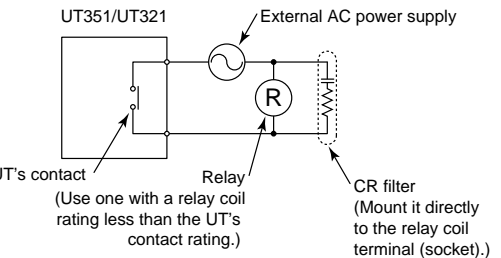 UT351/UT321
External AC power supply
R
UT's contact
Relay
(Use one with a relay coil
rating less than the UT's
contact rating.)
CR filter
(Mount it directly
to the relay coil
terminal (socket).)